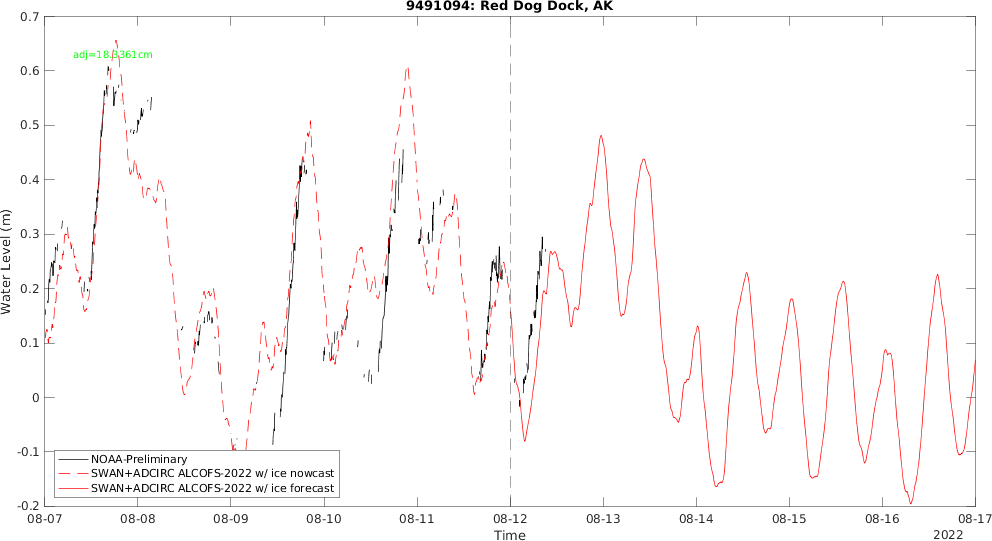 9491094: Red Dog Dock, AK
adj=18.3361cm
Water Level (m)
0.7
0.6
0.5
0.4
0.3
0.2
0.1
0
-0.1
-0.2
NOAA-Preliminary
SWAN+ADCIRC ALCOFS-2022 w/ ice nowcast
SWAN+ADCIRC ALCOFS-2022 w/ ice forecast
08-07 08-08 08-09 08-10 08-11 08-12 08-13 08-14 08-15 08-16 08-17
Time
2022